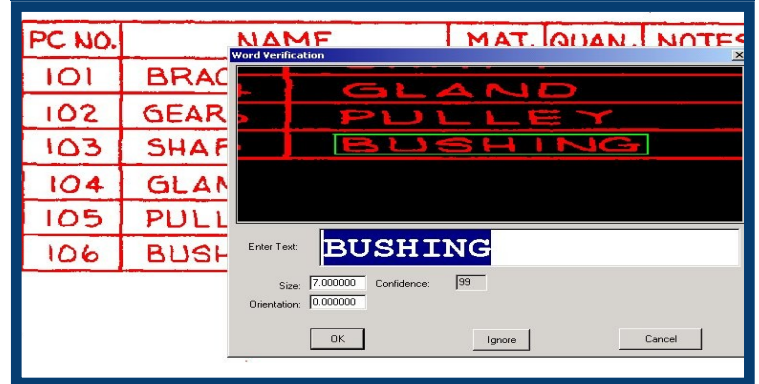 PC NO. NAME MAT. QUAN. NOTES
101 BRAC
102 GEAR
103 SHAF
104 GLAN
105 PULL
106 BUSH
Word Verification
GLAND
PULLEY
BUSHING
Enter Text: BUSHING
Size: 7.000000 Confidence: 99
Orientation: 0.000000
OK Ignore Cancel